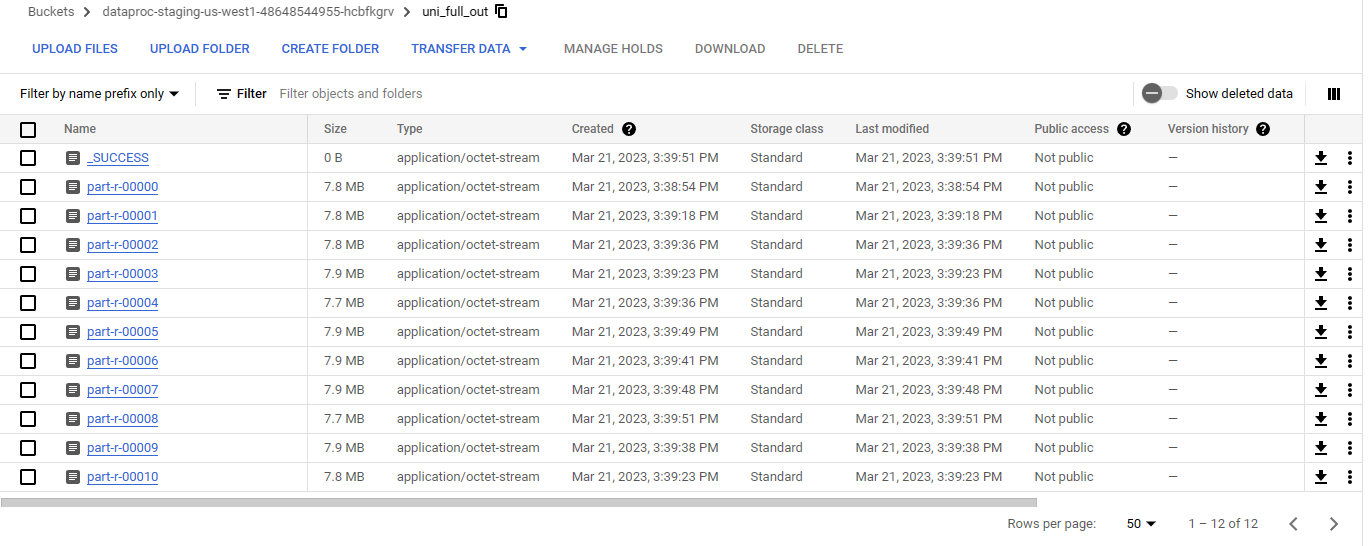 Buckets > dataproc-staging-us-west1-48648544955-hcbfkgrv > uni_full_out
UPLOAD FILES UPLOAD FOLDER CREATE FOLDER TRANSFER DATA MANAGE HOLDS DOWNLOAD DELETE
Filter by name prefix only Filter Filter objects and folders Show deleted data
Name Size Type Created ? Storage class Last modified Public access ? Version history ?
_SUCCESS 0 B application/octet-stream Mar 21, 2023, 3:39:51 PM Standard Mar 21, 2023, 3:39:51 PM Not public —
part-r-00000 7.8 MB application/octet-stream Mar 21, 2023, 3:38:54 PM Standard Mar 21, 2023, 3:38:54 PM Not public —
part-r-00001 7.8 MB application/octet-stream Mar 21, 2023, 3:39:18 PM Standard Mar 21, 2023, 3:39:18 PM Not public —
part-r-00002 7.8 MB application/octet-stream Mar 21, 2023, 3:39:36 PM Standard Mar 21, 2023, 3:39:36 PM Not public —
part-r-00003 7.9 MB application/octet-stream Mar 21, 2023, 3:39:23 PM Standard Mar 21, 2023, 3:39:23 PM Not public —
part-r-00004 7.7 MB application/octet-stream Mar 21, 2023, 3:39:36 PM Standard Mar 21, 2023, 3:39:36 PM Not public —
part-r-00005 7.9 MB application/octet-stream Mar 21, 2023, 3:39:49 PM Standard Mar 21, 2023, 3:39:49 PM Not public —
part-r-00006 7.9 MB application/octet-stream Mar 21, 2023, 3:39:41 PM Standard Mar 21, 2023, 3:39:41 PM Not public —
part-r-00007 7.9 MB application/octet-stream Mar 21, 2023, 3:39:48 PM Standard Mar 21, 2023, 3:39:48 PM Not public —
part-r-00008 7.7 MB application/octet-stream Mar 21, 2023, 3:39:51 PM Standard Mar 21, 2023, 3:39:51 PM Not public —
part-r-00009 7.9 MB application/octet-stream Mar 21, 2023, 3:39:38 PM Standard Mar 21, 2023, 3:39:38 PM Not public —
part-r-00010 7.8 MB application/octet-stream Mar 21, 2023, 3:39:23 PM Standard Mar 21, 2023, 3:39:23 PM Not public —
Rows per page: 50 1 – 12 of 12